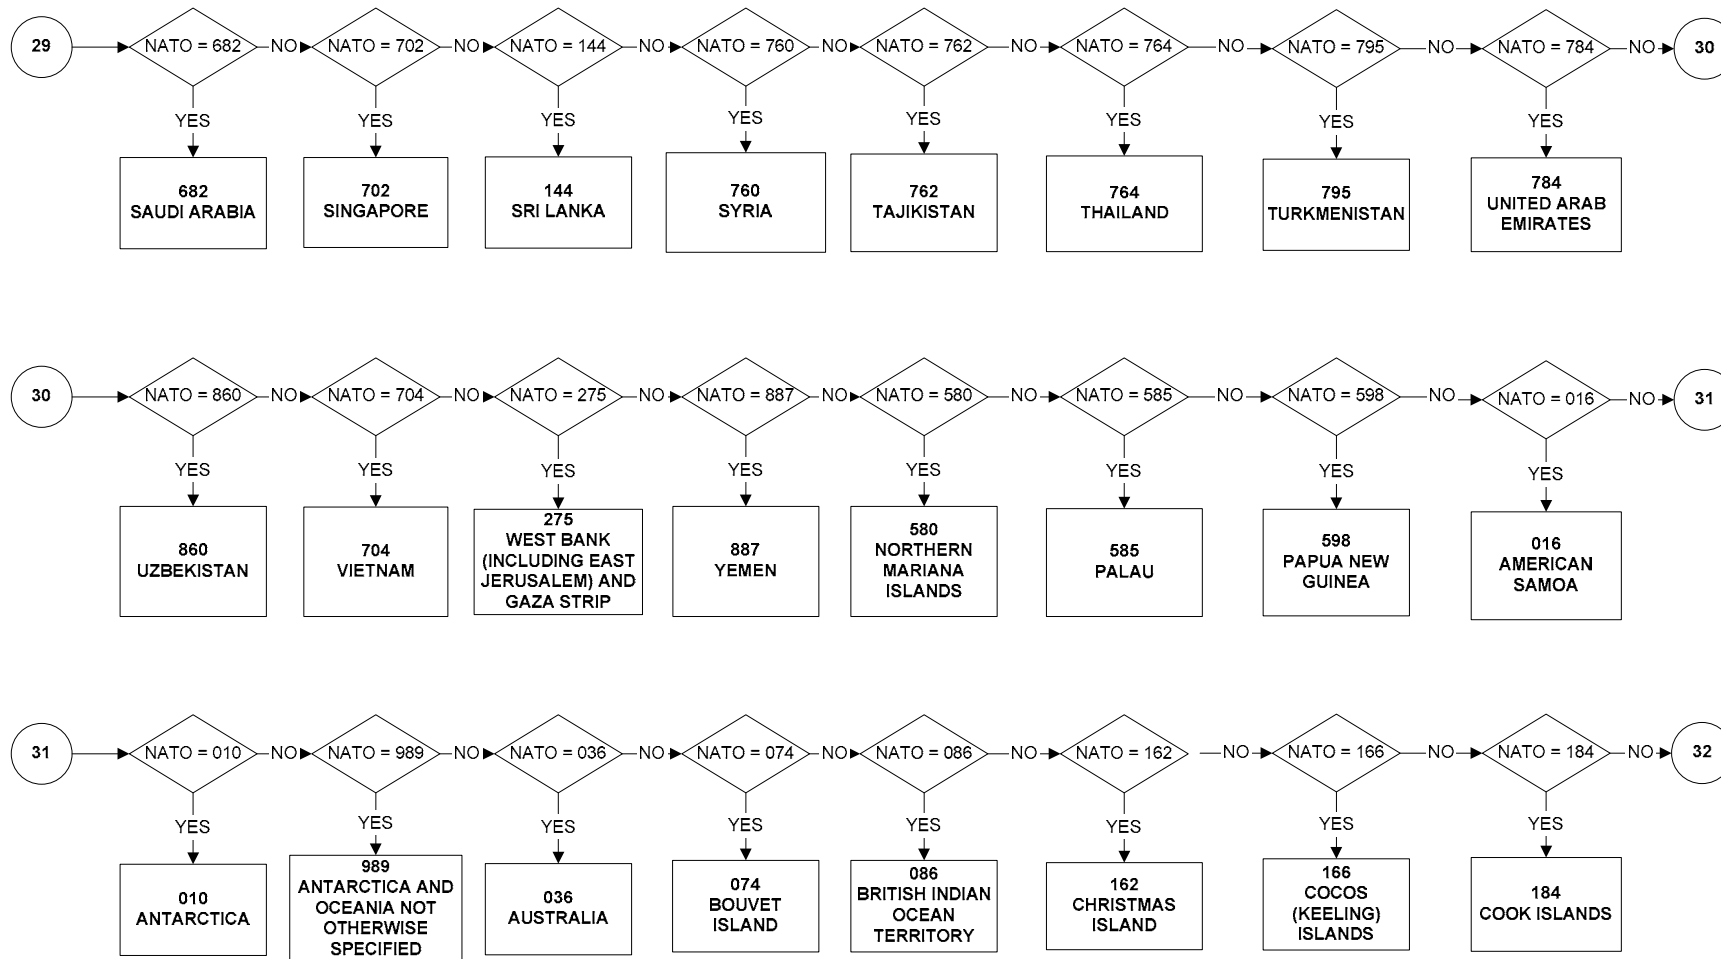 29
NATO = 682
NO
NATO = 702
NO
NATO = 144
NO
NATO = 760
NO
NATO = 762
NO
NATO = 764
NO
NATO = 795
NO
NATO = 784
NO
30
YES
YES
YES
YES
YES
YES
YES
YES
682
SAUDI ARABIA
702
SINGAPORE
144
SRI LANKA
760
SYRIA
762
TAJIKISTAN
764
THAILAND
795
TURKMENISTAN
784
UNITED ARAB
EMIRATES
30
NATO = 860
NO
NATO = 704
NO
NATO = 275
NO
NATO = 887
NO
NATO = 580
NO
NATO = 585
NO
NATO = 598
NO
NATO = 016
NO
31
YES
YES
YES
YES
YES
YES
YES
YES
860
UZBEKISTAN
704
VIETNAM
275
WEST BANK
(INCLUDING EAST
JERUSALEM) AND
GAZA STRIP
887
YEMEN
580
NORTHERN
MARIANA
ISLANDS
585
PALAU
598
PAPUA NEW
GUINEA
016
AMERICAN
SAMOA
31
NATO = 010
NO
NATO = 989
NO
NATO = 036
NO
NATO = 074
NO
NATO = 086
NO
NATO = 162
NO
NATO = 166
NO
NATO = 184
NO
32
YES
YES
YES
YES
YES
YES
YES
YES
010
ANTARCTICA
989
ANTARCTICA AND
OCEANIA NOT
OTHERWISE
SPECIFIED
036
AUSTRALIA
074
BOUVET
ISLAND
086
BRITISH INDIAN
OCEAN
TERRITORY
162
CHRISTMAS
ISLAND
166
COCOS
(KEELING)
ISLANDS
184
COOK ISLANDS